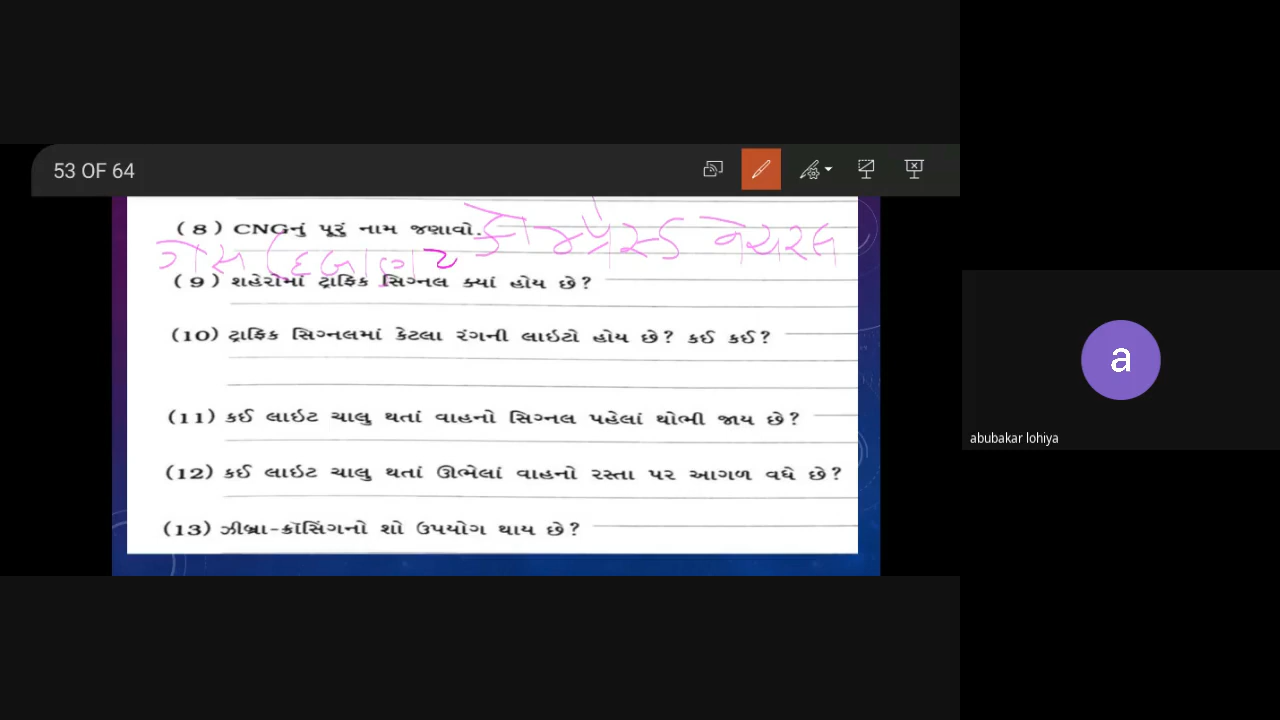 53 OF 64
(8) CNGનું પૂરું નામ જણાવો. કોમ્પ્રેસ્ડ નેચરલ
ગેસ (દબાણ
(9) શહેરોમાં ટ્રાફિક સિગ્નલ ક્યાં હોય છે?
(10) ટ્રાફિક સિગ્નલમાં કેટલા રંગની લાઇટો હોય છે? કઈ કઈ?
(11) કઈ લાઇટ ચાલુ થતાં વાહનો સિગ્નલ પહેલાં થોભી જાય છે?
(12) કઈ લાઇટ ચાલુ થતાં ઊભેલાં વાહનો રસ્તા પર આગળ વધે છે?
(13) ઝીબ્રા-ક્રૉસિંગનો શો ઉપયોગ થાય છે?
a
abubakar lohiya